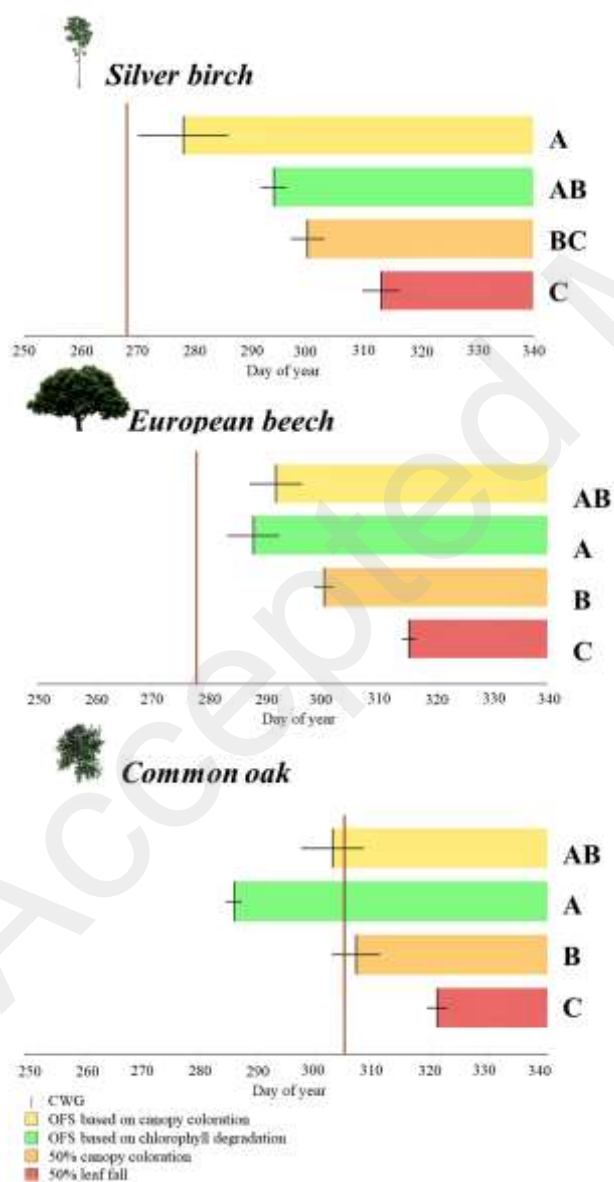 Silver birch
A
AB
BC
C
250 260 270 280 290 300 310 320 330 340
Day of year
European beech
AB
A
B
C
250 260 270 280 290 300 310 320 330 340
Day of year
Common oak
AB
A
B
C
250 260 270 280 290 300 310 320 330 340
Day of year
CWG
OFS based on canopy coloration
OFS based on chlorophyll degradation
50% canopy coloration
50% leaf fall
Accepted